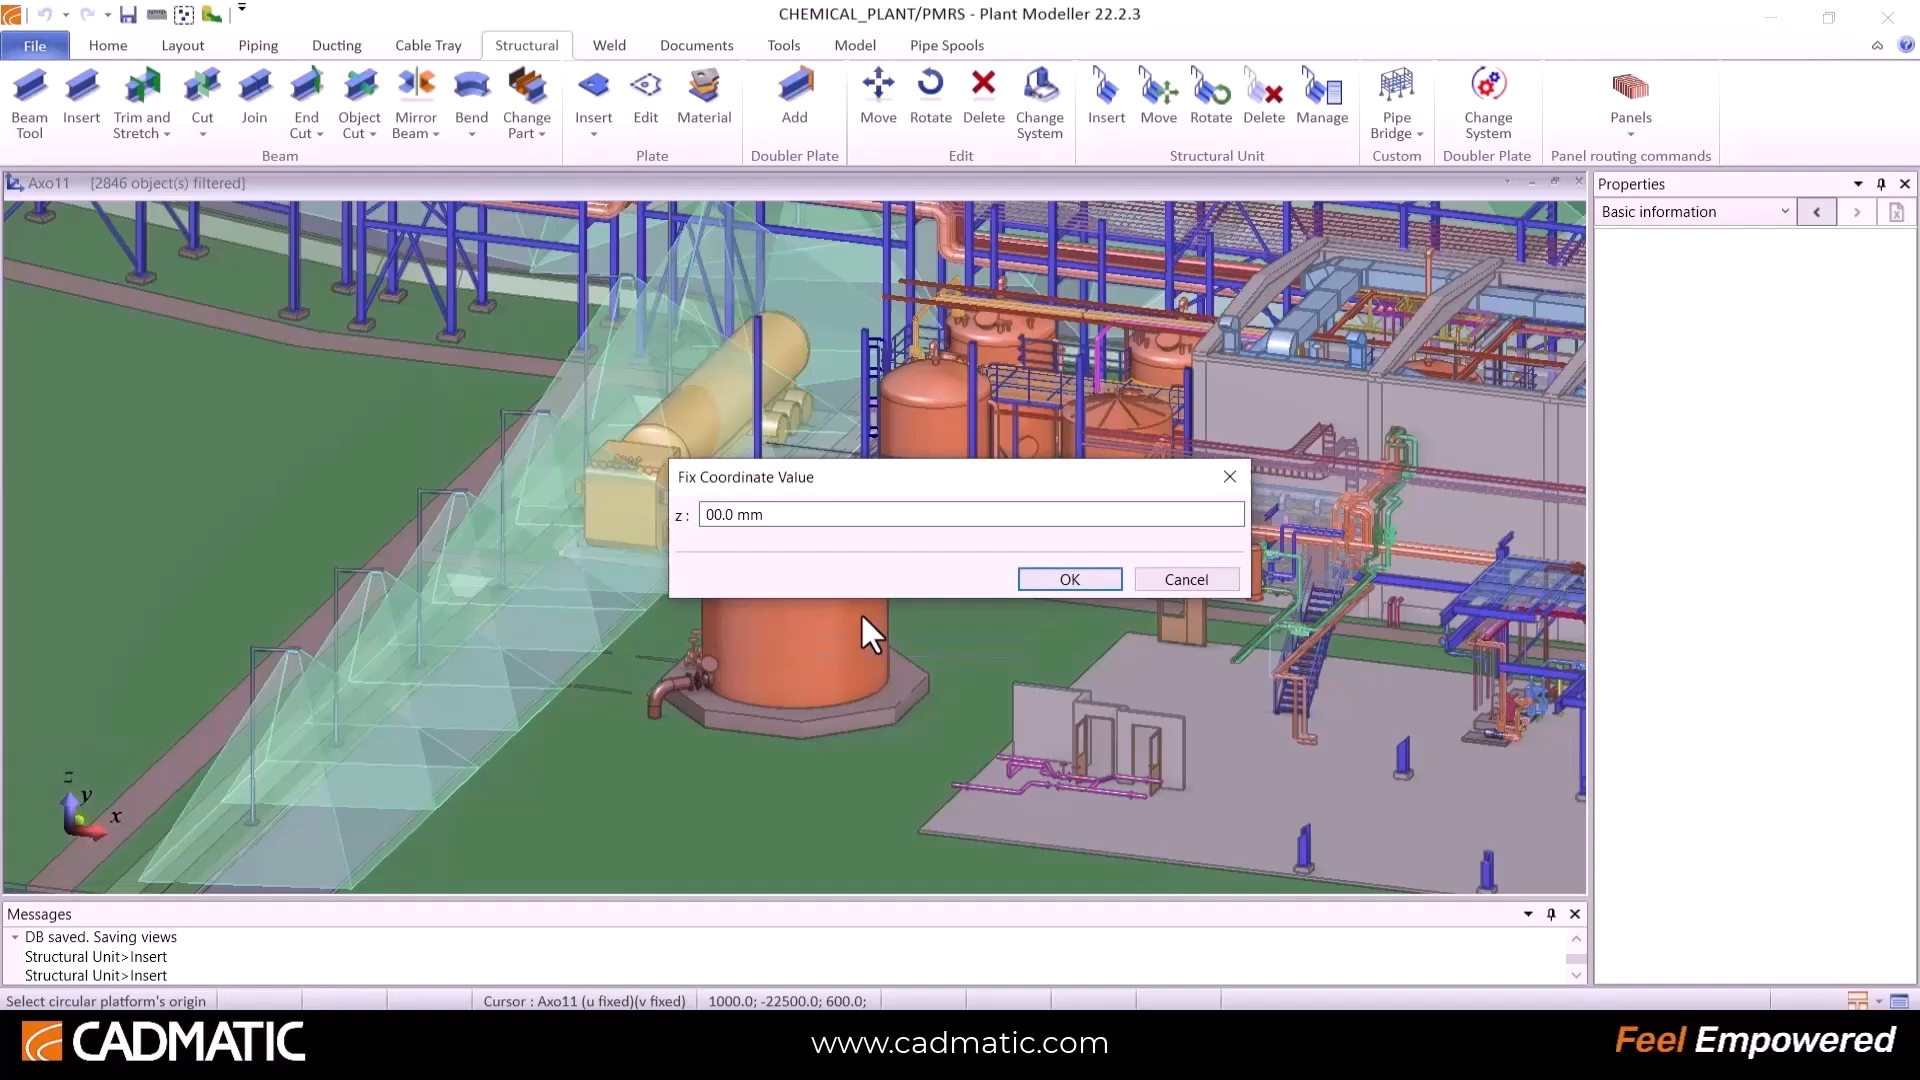 CHEMICAL_PLANT/PMRS - Plant Modeller 22.2.3
File Home Layout Piping Ducting Cable Tray Structural Weld Documents Tools Model Pipe Spools
Beam Tool Insert Trim and Stretch Cut Join End Cut Object Cut Mirror Beam Bend Change Part
Insert Edit Material Add
Move Rotate Delete Change System
Insert Move Rotate Delete Manage
Pipe Bridge Change System Panels
Beam Plate Doubler Plate Edit Structural Unit Custom Doubler Plate Panel routing commands
Axo11 [2846 object(s) filtered]
Properties
Basic information
Fix Coordinate Value
z : 00.0 mm
OK Cancel
z
y
x
Messages
DB saved. Saving views
Structural Unit>Insert
Structural Unit>Insert
Select circular platform's origin Cursor : Axo11 (u fixed)(v fixed) 1000.0; -22500.0; 600.0;
CADMATIC www.cadmatic.com Feel Empowered